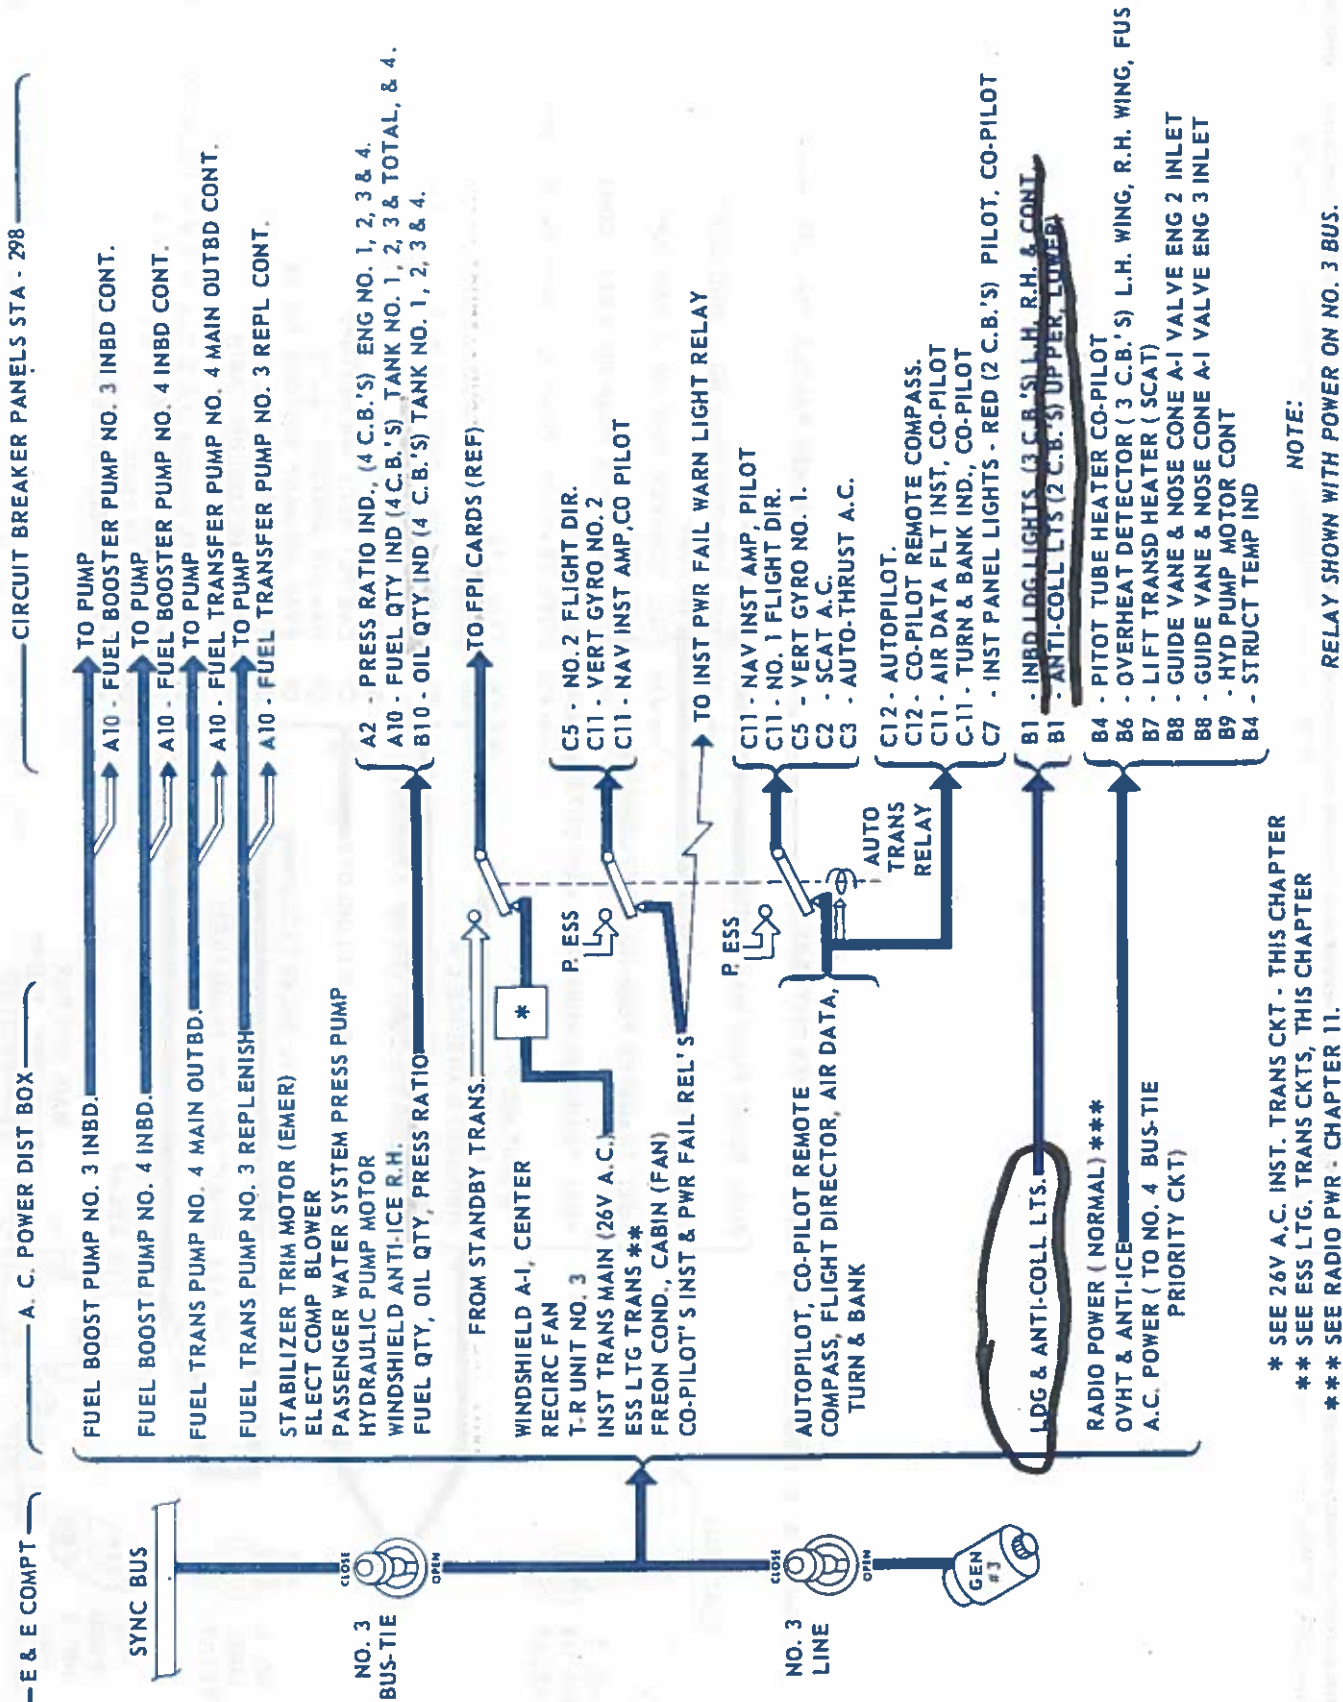 E & E COMPT
A. C. POWER DIST BOX
CIRCUIT BREAKER PANELS STA - 298
SYNC BUS
CLOSE
NO. 3
BUS-TIE
OPEN
CLOSE
NO. 3
LINE
OPEN
GEN
#3
FUEL BOOST PUMP NO. 3 INBD.
TO PUMP
A10 - FUEL BOOSTER PUMP NO. 3 INBD CONT.
FUEL BOOST PUMP NO. 4 INBD.
TO PUMP
A10 - FUEL BOOSTER PUMP NO. 4 INBD CONT.
FUEL TRANS PUMP NO. 4 MAIN OUTBD.
TO PUMP
A10 - FUEL TRANSFER PUMP NO. 4 MAIN OUTBD CONT.
FUEL TRANS PUMP NO. 3 REPLENISH
TO PUMP
A10 - FUEL TRANSFER PUMP NO. 3 REPL CONT.
STABILIZER TRIM MOTOR (EMER)
ELECT COMP BLOWER
PASSENGER WATER SYSTEM PRESS PUMP
HYDRAULIC PUMP MOTOR
WINDSHIELD ANTI-ICE R.H.
FUEL QTY, OIL QTY, PRESS RATIO
A2 - PRESS RATIO IND., (4 C.B.'S) ENG NO. 1, 2, 3 & 4.
A10 - FUEL QTY IND (4 C.B.'S) TANK NO. 1, 2, 3 & TOTAL, & 4.
B10 - OIL QTY, IND (4 C.B.'S) TANK NO. 1, 2, 3 & 4.
FROM STANDBY TRANS.
TO FPI CARDS (REF)
WINDSHIELD A-I, CENTER
RECIRC FAN
T-R UNIT NO. 3
INST TRANS MAIN (26V A.C.)
*
ESS LTG TRANS **
FREON COND., CABIN (FAN)
CO-PILOT'S INST & PWR FAIL REL'S
P. ESS
C5 - NO. 2 FLIGHT DIR.
C11 - VERT GYRO NO. 2
C11 - NAV INST AMP, CO PILOT
TO INST PWR FAIL WARN LIGHT RELAY
AUTOPILOT, CO-PILOT REMOTE
COMPASS, FLIGHT DIRECTOR, AIR DATA,
TURN & BANK
P. ESS
AUTO
TRANS
RELAY
C11 - NAV INST AMP, PILOT
C11 - NO. 1 FLIGHT DIR.
C5 - VERT GYRO NO. 1.
C2 - SCAT A.C.
C3 - AUTO-THRUST A.C.
C12 - AUTOPILOT.
C12 - CO-PILOT REMOTE COMPASS.
C11 - AIR DATA FLT INST, CO-PILOT
C-11 - TURN & BANK IND., CO-PILOT
C7 - INST PANEL LIGHTS - RED (2 C.B.'S) PILOT, CO-PILOT
LDG & ANTI-COLL LTS.
B1 - INBD LDG LIGHTS (3 C.B.'S) L.H., R.H. & CONT.
B1 - ANTI-COLL LTS (2 C.B.'S) UPPER, LOWER)
RADIO POWER (NORMAL) ***
OVHT & ANTI-ICE
A.C. POWER (TO NO. 4 BUS-TIE
PRIORITY CKT)
B4 - PITOT TUBE HEATER CO-PILOT
B6 - OVERHEAT DETECTOR (3 C.B.'S) L.H. WING, R.H. WING, FUS
B7 - LIFT TRANSD HEATER (SCAT)
B8 - GUIDE VANE & NOSE CONE A-I VALVE ENG 2 INLET
B8 - GUIDE VANE & NOSE CONE A-I VALVE ENG 3 INLET
B9 - HYD PUMP MOTOR CONT
B4 - STRUCT TEMP IND
* SEE 26V A.C. INST. TRANS CKT - THIS CHAPTER
** SEE ESS LTG. TRANS CKTS, THIS CHAPTER
*** SEE RADIO PWR - CHAPTER 11.
NOTE:
RELAY SHOWN WITH POWER ON NO. 3 BUS.